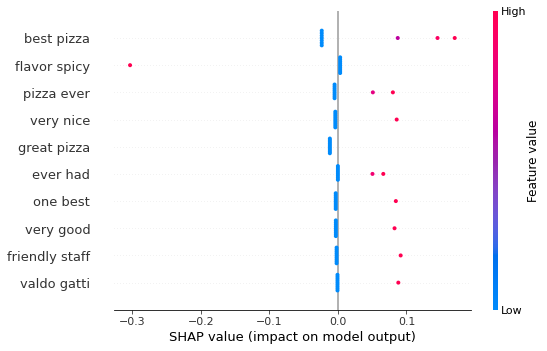 High
best pizza
flavor spicy
pizza ever
very nice
great pizza
ever had
one best
very good
friendly staff
valdo gatti
Feature value
Low
−0.3 −0.2 −0.1 0.0 0.1
SHAP value (impact on model output)